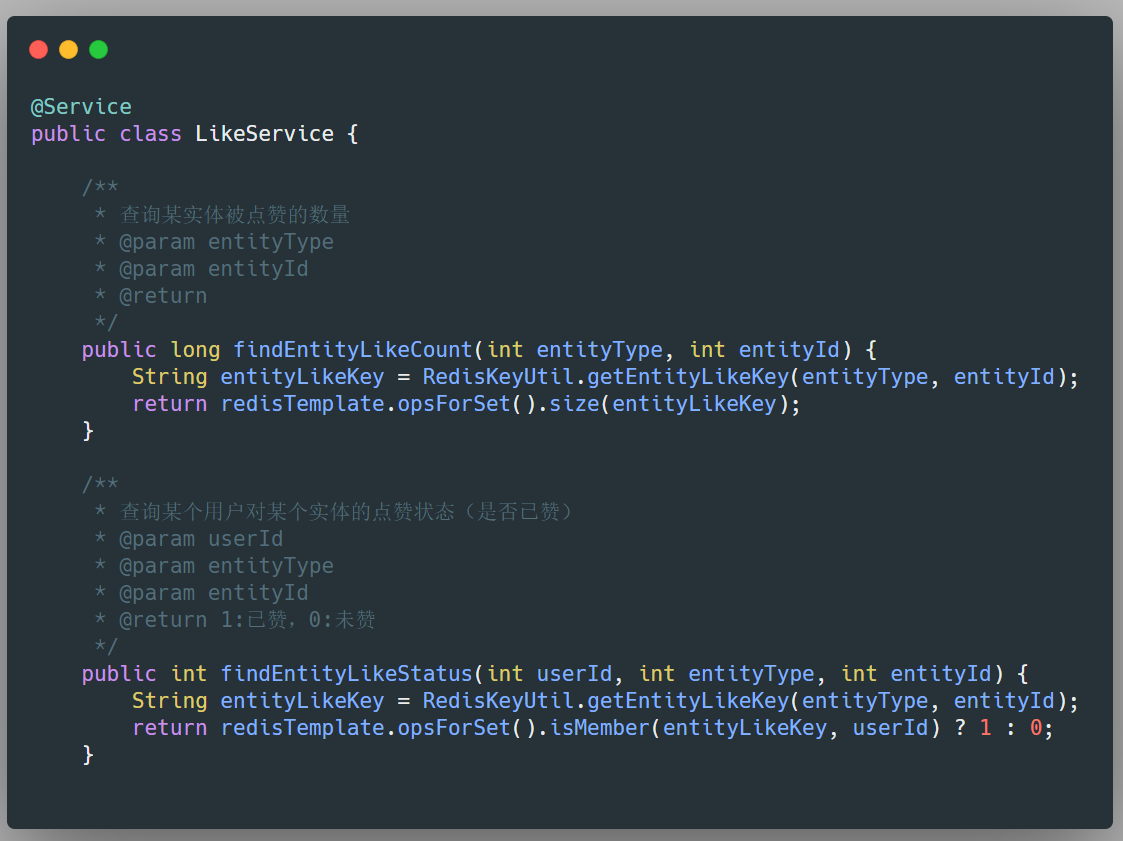 @Service
public class LikeService {
    /**
     * 查询某实体被点赞的数量
     * @param entityType
     * @param entityId
     * @return
     */
    public long findEntityLikeCount(int entityType, int entityId) {
        String entityLikeKey = RedisKeyUtil.getEntityLikeKey(entityType, entityId);
        return redisTemplate.opsForSet().size(entityLikeKey);
    }
    /**
     * 查询某个用户对某个实体的点赞状态（是否已赞）
     * @param userId
     * @param entityType
     * @param entityId
     * @return 1:已赞，0:未赞
     */
    public int findEntityLikeStatus(int userId, int entityType, int entityId) {
        String entityLikeKey = RedisKeyUtil.getEntityLikeKey(entityType, entityId);
        return redisTemplate.opsForSet().isMember(entityLikeKey, userId) ? 1 : 0;
    }